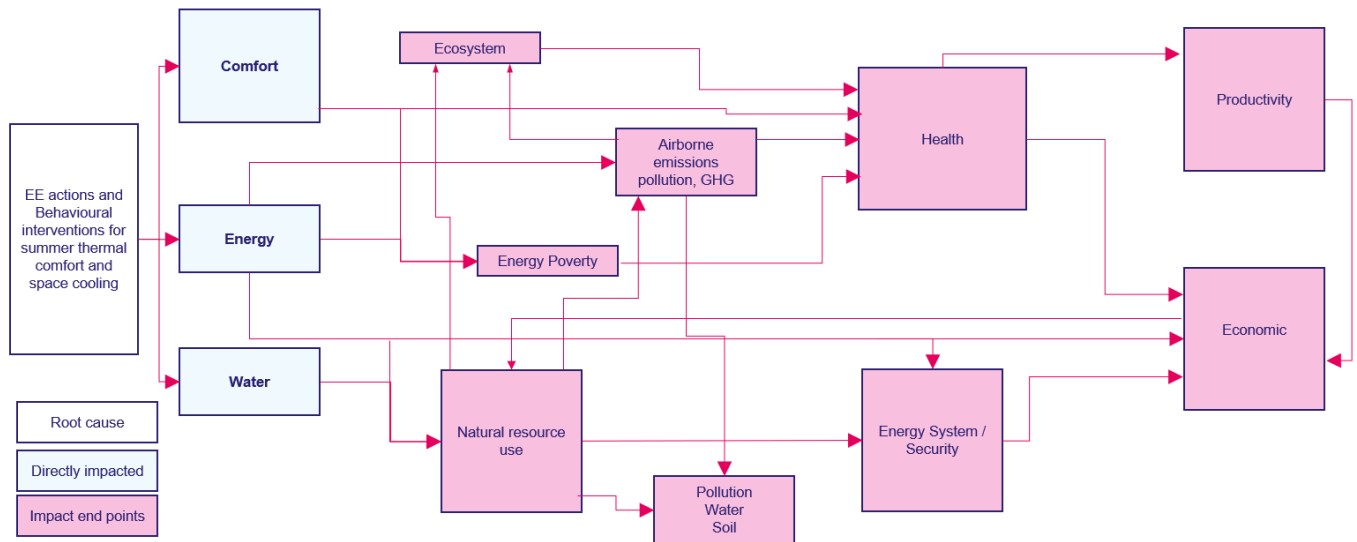 EE actions and
Behavioural
interventions for
summer thermal
comfort and
space cooling
Comfort
Energy
Water
Ecosystem
Airborne
emissions
pollution, GHG
Energy Poverty
Natural resource
use
Pollution
Water
Soil
Health
Energy System /
Security
Productivity
Economic
Root cause
Directly impacted
Impact end points